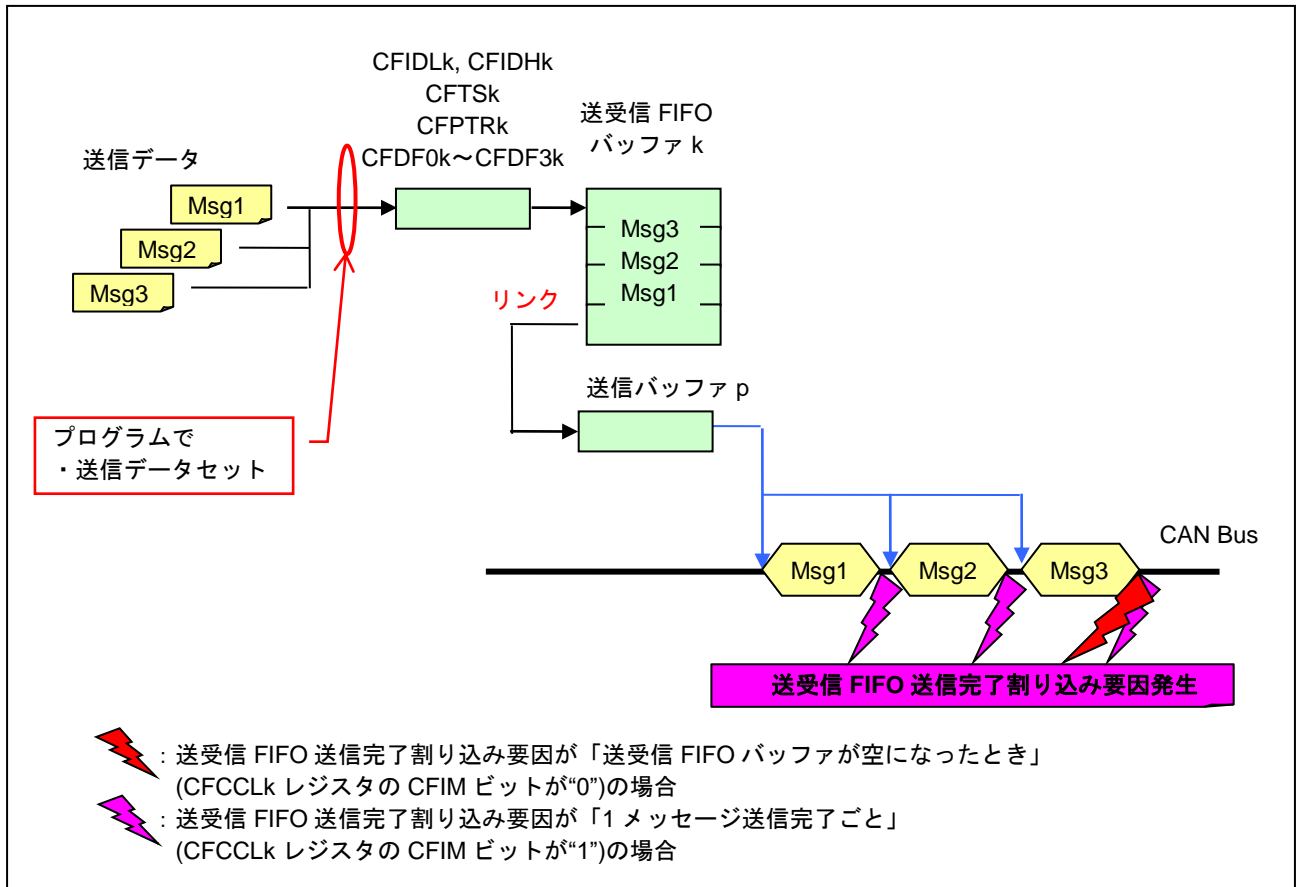 CFIDLk, CFIDHk
CFTSk
CFPTRk
CFDF0k～CFDF3k
送受信 FIFO
バッファ k
送信データ
Msg1
Msg2
Msg3
Msg3
Msg2
Msg1
リンク
送信バッファ p
プログラムで
・送信データセット
CAN Bus
Msg1
Msg2
Msg3
送受信 FIFO 送信完了割り込み要因発生
：送受信 FIFO 送信完了割り込み要因が「送受信 FIFO バッファが空になったとき」
(CFCCLk レジスタの CFIM ビットが“0”)の場合
：送受信 FIFO 送信完了割り込み要因が「1 メッセージ送信完了ごと」
(CFCCLk レジスタの CFIM ビットが“1”)の場合